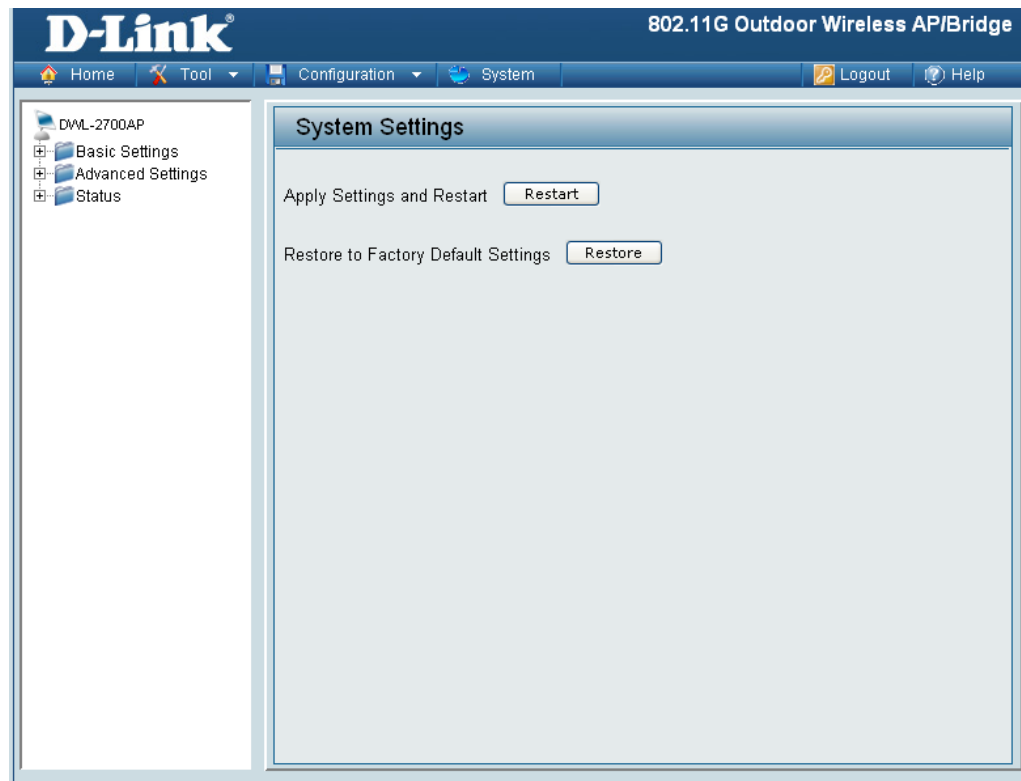 D-Link®
802.11G Outdoor Wireless AP/Bridge
Home Tool Configuration System Logout Help
DWL-2700AP
Basic Settings
Advanced Settings
Status
System Settings
Apply Settings and Restart Restart
Restore to Factory Default Settings Restore